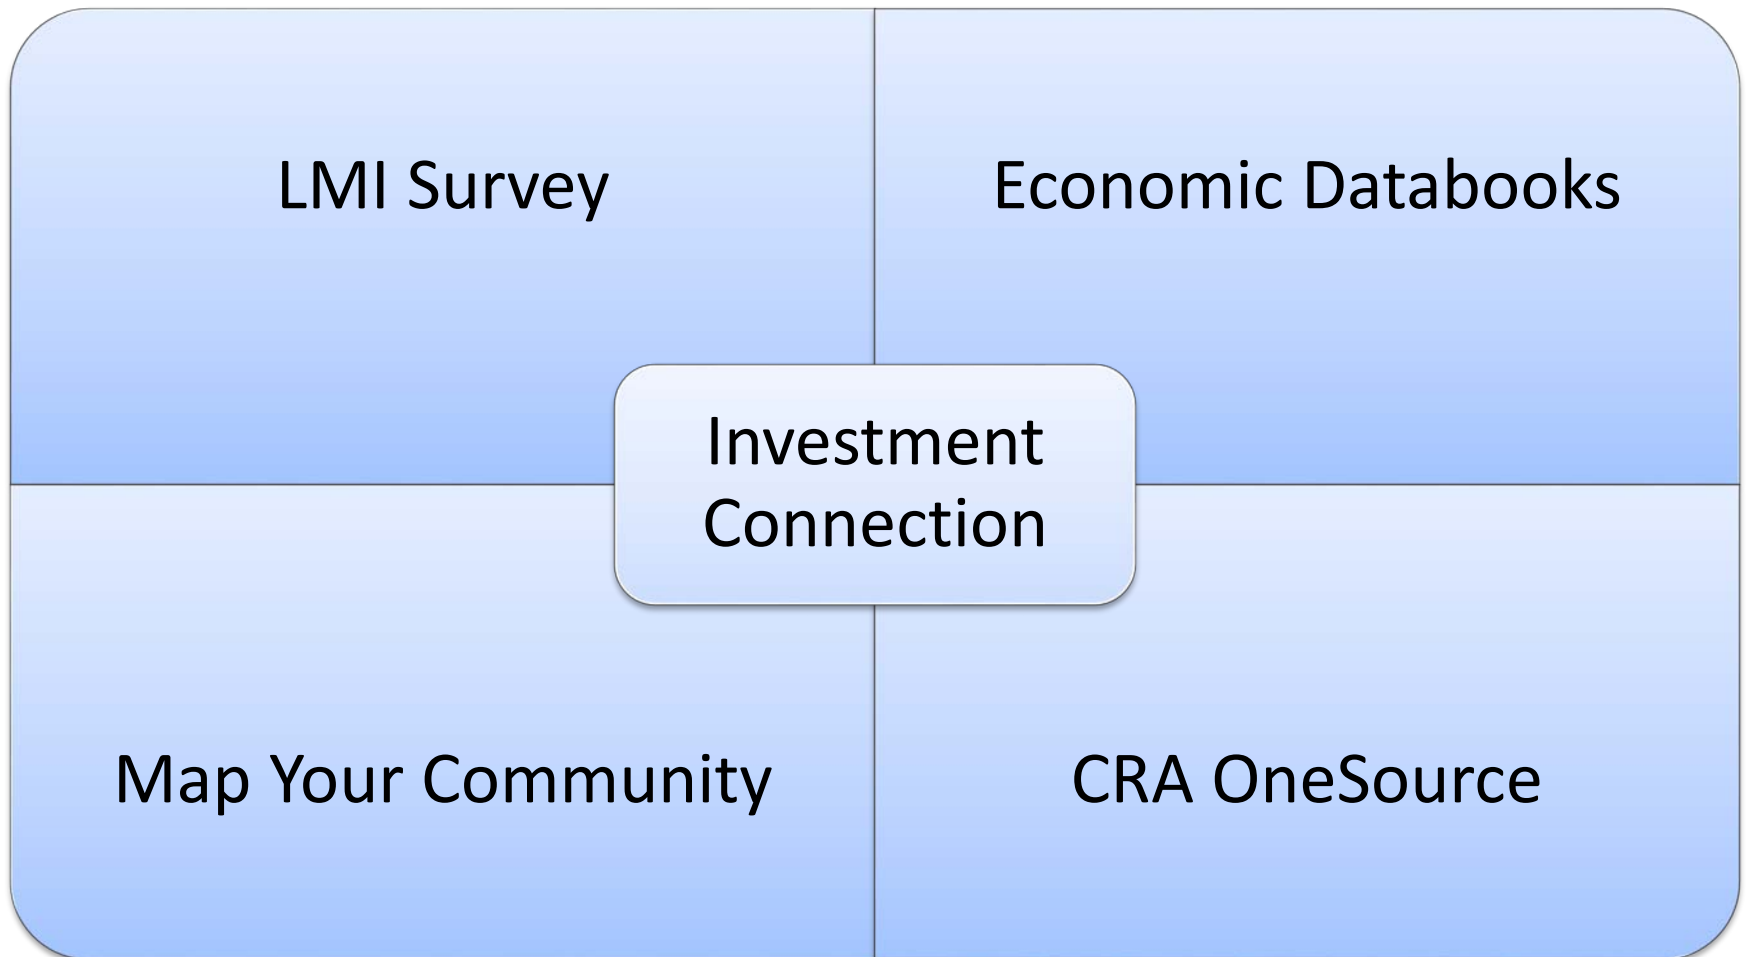 LMI Survey
Economic Databooks
Investment
Connection
Map Your Community
CRA OneSource